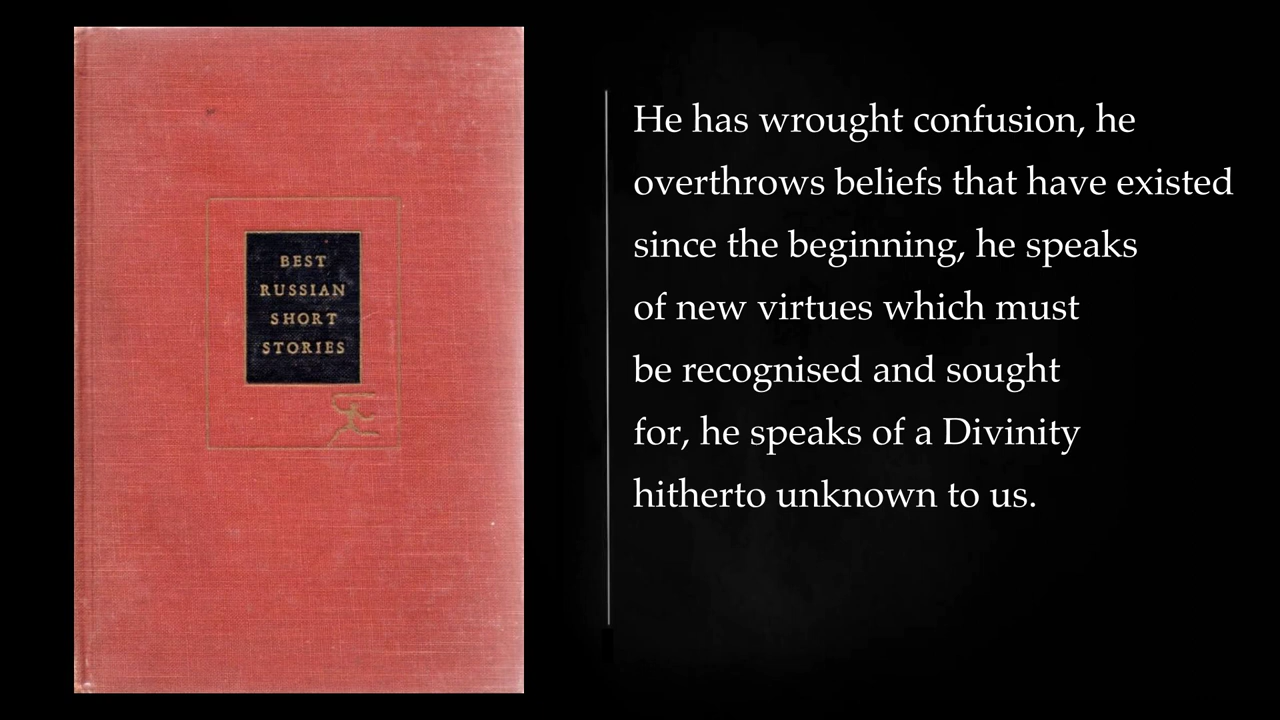 BEST
RUSSIAN
SHORT
STORIES
He has wrought confusion, he
overthrows beliefs that have existed
since the beginning, he speaks
of new virtues which must
be recognised and sought
for, he speaks of a Divinity
hitherto unknown to us.